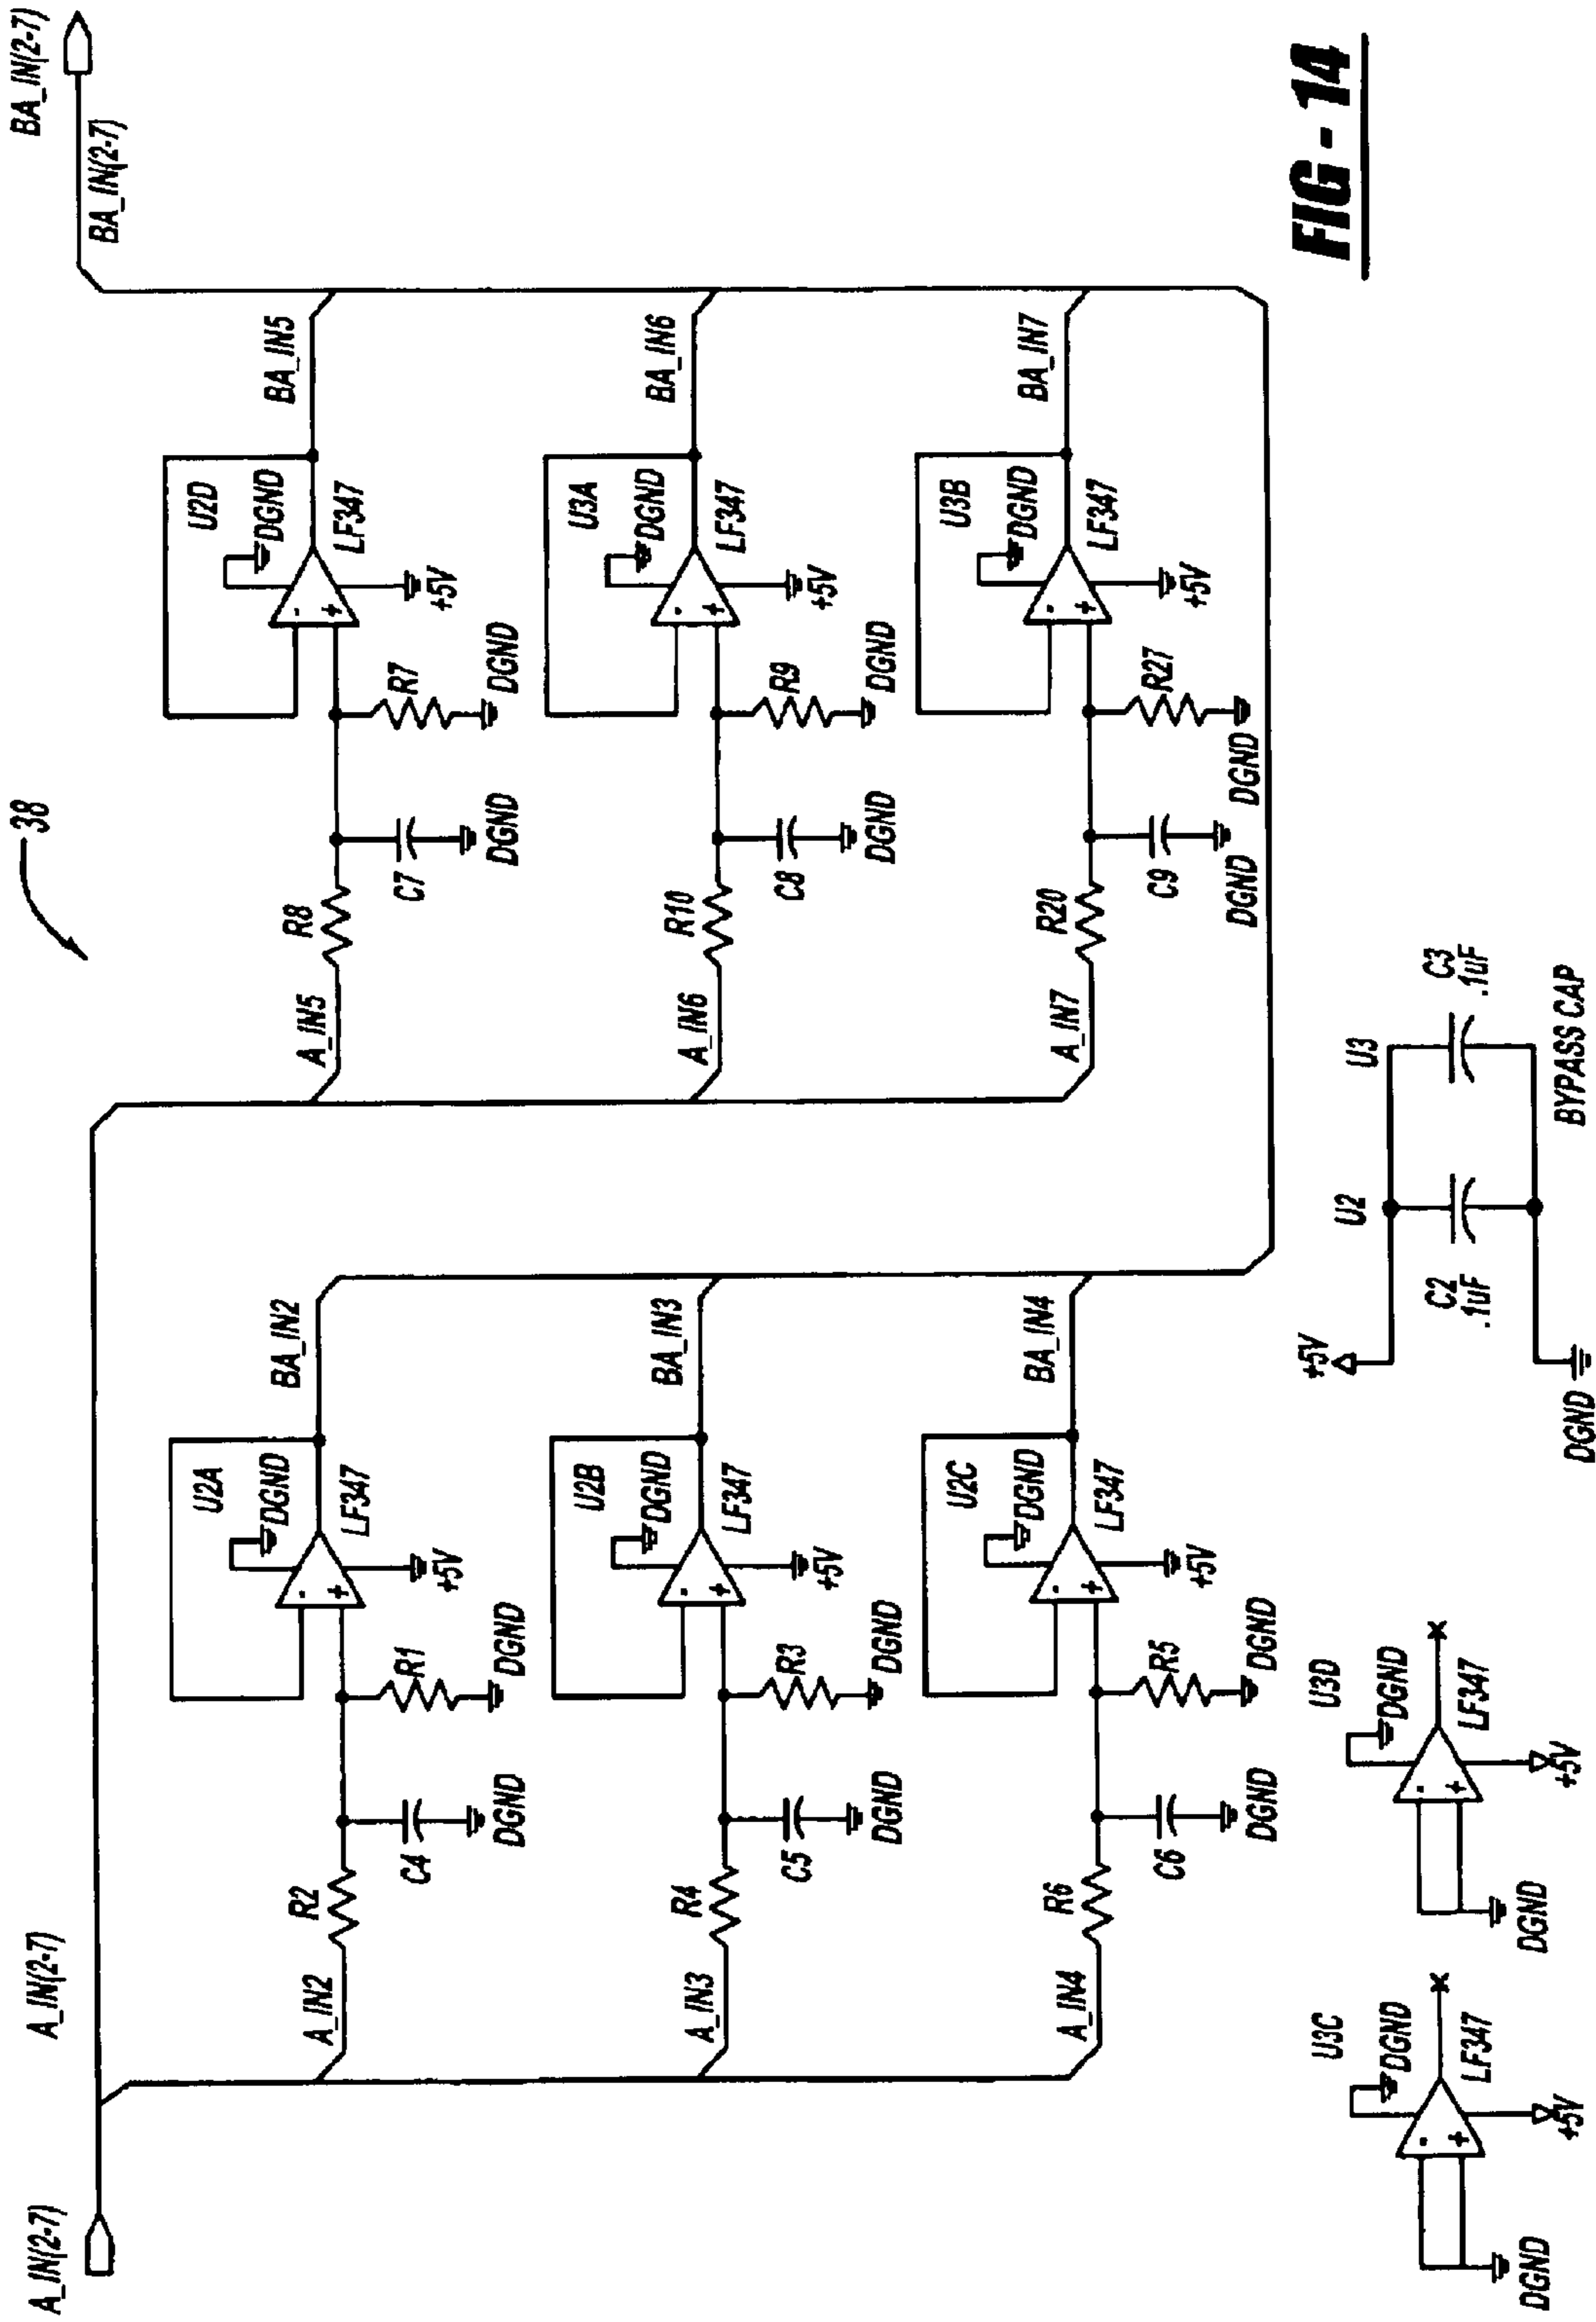 A_IN(2-7)
A_IN(2-7)
38
BA_IN(2-7)
BA_IN(2-7)
A_IN2
R2
C4
DGND
R1
DGND
U2A
DGND
LF347
+5V
BA_IN2
A_IN5
R8
C7
DGND
R7
DGND
U2D
DGND
LF347
+5V
BA_IN5
A_IN3
R4
C5
DGND
R3
DGND
U2B
DGND
LF347
+5V
BA_IN3
A_IN6
R10
C8
DGND
R9
DGND
U3A
DGND
LF347
+5V
BA_IN6
A_IN4
R6
C6
DGND
R5
DGND
U2C
DGND
LF347
+5V
BA_IN4
A_IN7
R20
C9
DGND
R27
DGND
U3B
DGND
LF347
+5V
BA_IN7
U3C
DGND
LF347
+5V
DGND
U3D
DGND
LF347
+5V
DGND
+5V
U2
U3
C2
.1uF
C3
.1uF
DGND
BYPASS CAP
FIG - 14